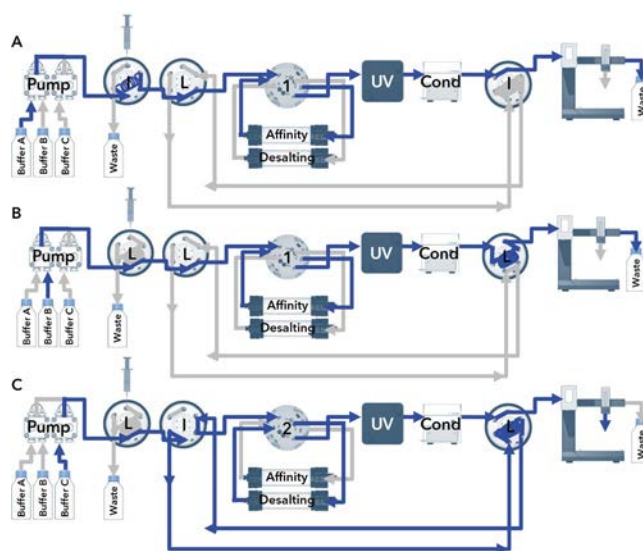 A
Pump
Buffer A
Buffer B
Buffer C
Waste
I
L
1
Affinity
Desalting
UV
Cond
I
Waste
B
Pump
Buffer A
Buffer B
Buffer C
Waste
L
L
1
Affinity
Desalting
UV
Cond
L
Waste
C
Pump
Buffer A
Buffer B
Buffer C
Waste
L
I
2
Affinity
Desalting
UV
Cond
L
Waste